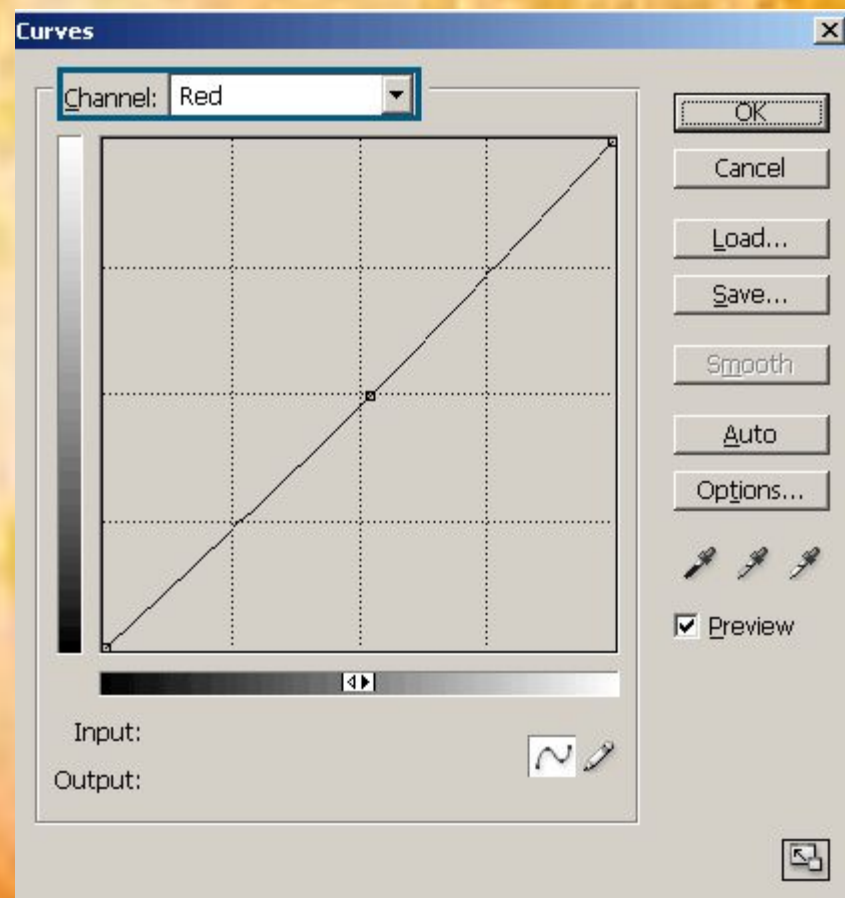 Curves
Channel: Red
OK
Cancel
Load...
Save...
Smooth
Auto
Options...
Preview
Input:
Output: